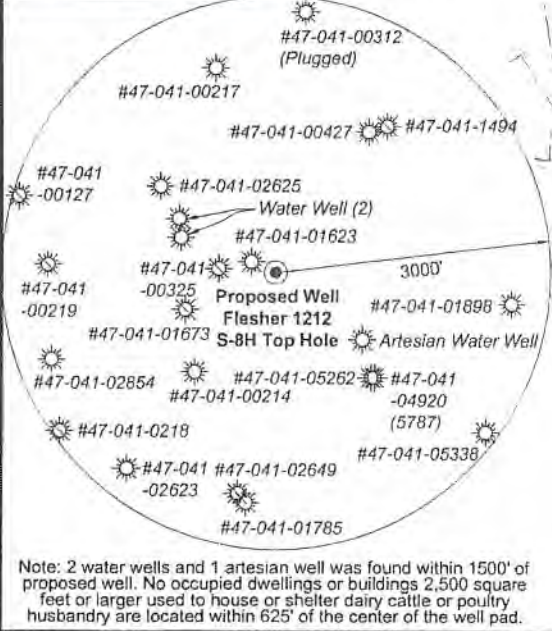 #47-041-00312
(Plugged)
#47-041-00217
#47-041-00427
#47-041-1494
#47-041
-00127
#47-041-02625
Water Well (2)
#47-041-01623
3000'
#47-041
-00219
#47-041
-00325
Proposed Well
Flesher 1212
S-8H Top Hole
#47-041-01898
#47-041-01673
Artesian Water Well
#47-041-02854
#47-041-00214
#47-041-05262
#47-041
-04920
(5787)
#47-041-0218
#47-041-05338
#47-041
-02623
#47-041-02649
#47-041-01785
Note: 2 water wells and 1 artesian well was found within 1500' of
proposed well. No occupied dwellings or buildings 2,500 square
feet or larger used to house or shelter dairy cattle or poultry
husbandry are located within 625' of the center of the well pad.